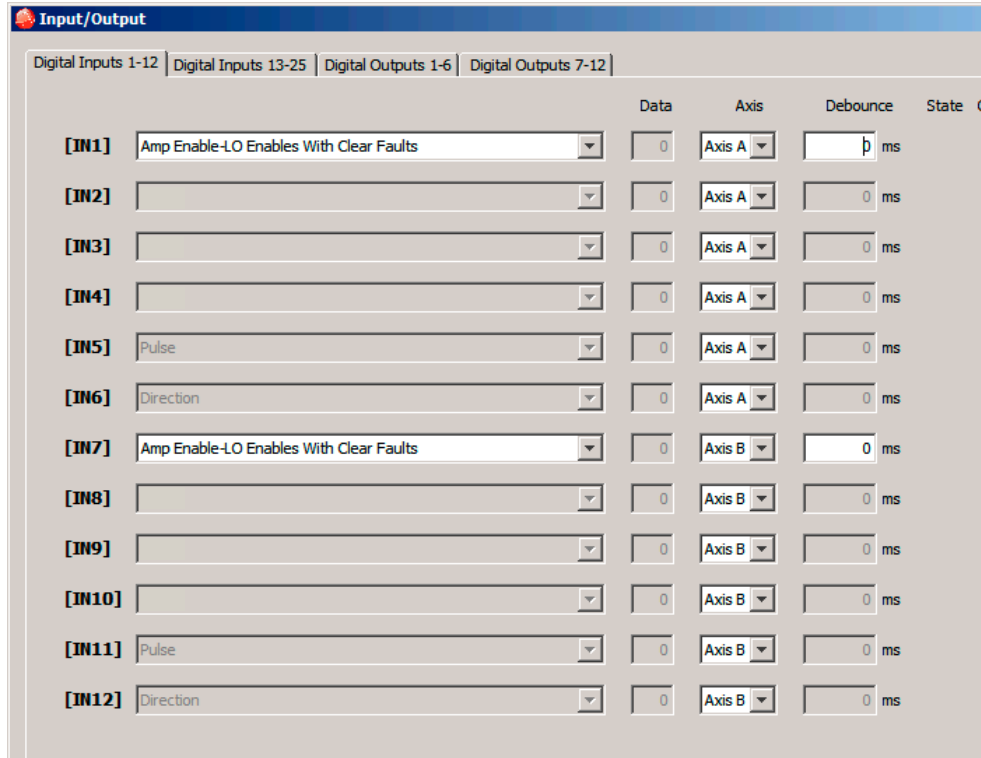 Input/Output
Digital Inputs 1-12 Digital Inputs 13-25 Digital Outputs 1-6 Digital Outputs 7-12
Data Axis Debounce State
[IN1] Amp Enable-LO Enables With Clear Faults 0 Axis A 0 ms
[IN2] 0 Axis A 0 ms
[IN3] 0 Axis A 0 ms
[IN4] 0 Axis A 0 ms
[IN5] Pulse 0 Axis A 0 ms
[IN6] Direction 0 Axis A 0 ms
[IN7] Amp Enable-LO Enables With Clear Faults 0 Axis B 0 ms
[IN8] 0 Axis B 0 ms
[IN9] 0 Axis B 0 ms
[IN10] 0 Axis B 0 ms
[IN11] Pulse 0 Axis B 0 ms
[IN12] Direction 0 Axis B 0 ms